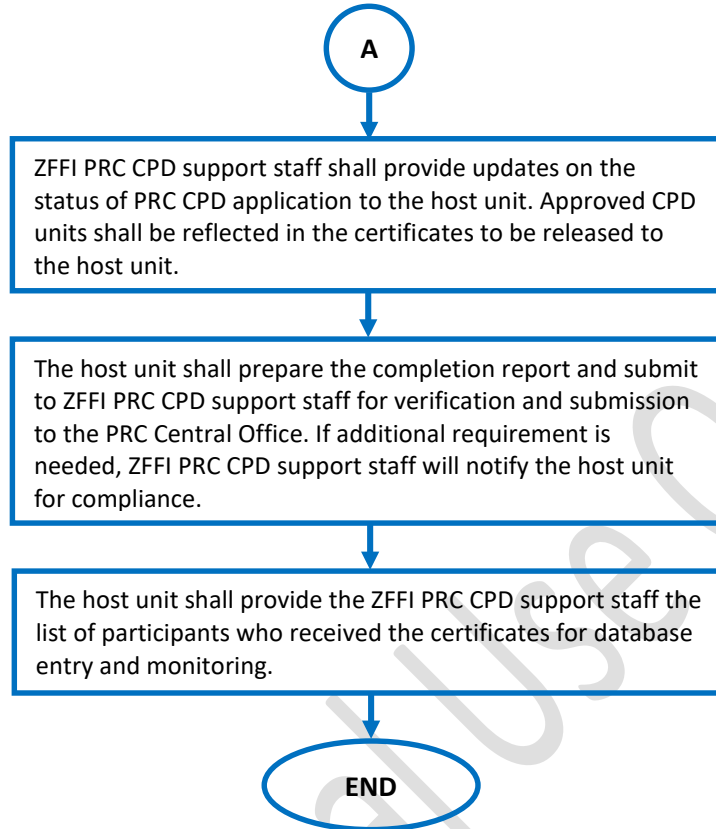 A
ZFFI PRC CPD support staff shall provide updates on the
status of PRC CPD application to the host unit. Approved CPD
units shall be reflected in the certificates to be released to
the host unit.
The host unit shall prepare the completion report and submit
to ZFFI PRC CPD support staff for verification and submission
to the PRC Central Office. If additional requirement is
needed, ZFFI PRC CPD support staff will notify the host unit
for compliance.
The host unit shall provide the ZFFI PRC CPD support staff the
list of participants who received the certificates for database
entry and monitoring.
END
Use